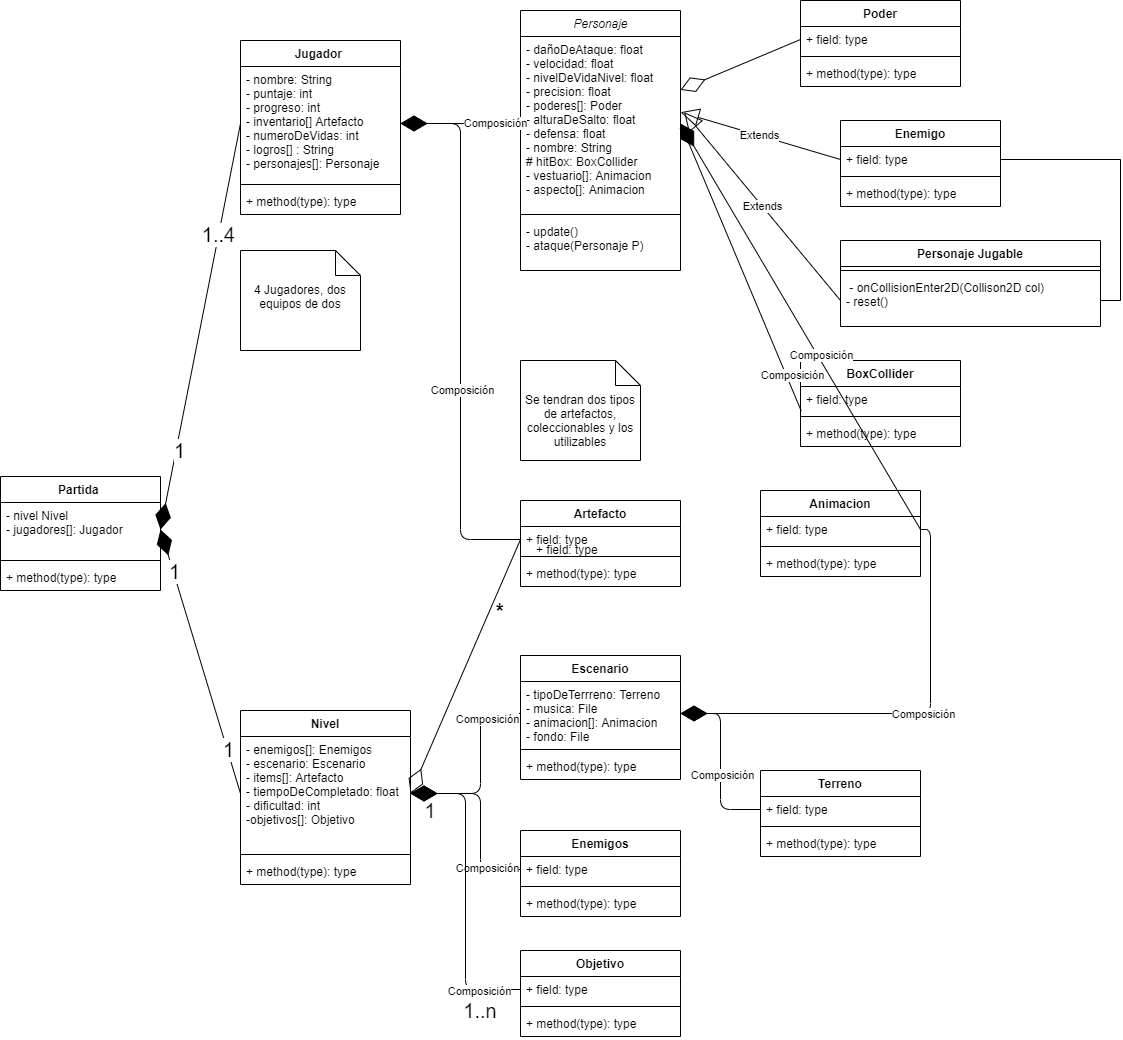 Jugador
- nombre: String
- puntaje: int
- progreso: int
- inventario[] Artefacto
- numeroDeVidas: int
- logros[] : String
- personajes[]: Personaje
+ method(type): type
Composición
Composición
1..4
1
4 Jugadores, dos
equipos de dos
Personaje
- dañoDeAtaque: float
- velocidad: float
- nivelDeVidaNivel: float
- precision: float
- poderes[]: Poder
- alturaDeSalto: float
- defensa: float
- nombre: String
# hitBox: BoxCollider
- vestuario[]: Animacion
- aspecto[]: Animacion
- update()
- ataque(Personaje P)
Poder
+ field: type
+ method(type): type
Extends
Enemigo
+ field: type
+ method(type): type
Extends
Personaje Jugable
- onCollisionEnter2D(Collison2D col)
- reset()
Composición
Composición
BoxCollider
+ field: type
+ method(type): type
Se tendran dos tipos
de artefactos,
coleccionables y los
utilizables
Partida
- nivel Nivel
- jugadores[]: Jugador
+ method(type): type
1
1
Artefacto
+ field: type
+ field: type
+ method(type): type
*
Animacion
+ field: type
+ method(type): type
Nivel
- enemigos[]: Enemigos
- escenario: Escenario
- items[]: Artefacto
- tiempoDeCompletado: float
- dificultad: int
-objetivos[]: Objetivo
+ method(type): type
1
Composición
Escenario
- tipoDeTerrreno: Terreno
- musica: File
- animacion[]: Animacion
- fondo: File
+ method(type): type
Composición
Composición
Terreno
+ field: type
+ method(type): type
Composición
Enemigos
+ field: type
+ method(type): type
Composición
1..n
Objetivo
+ field: type
+ method(type): type